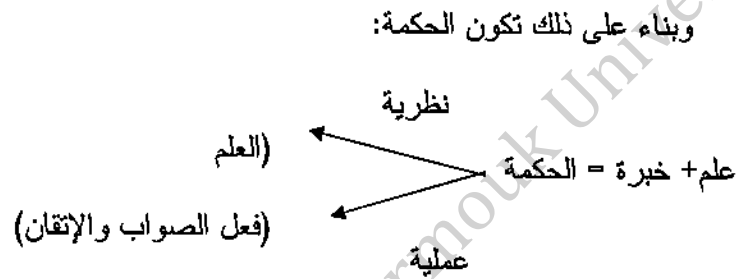 وبناء على ذلك تكون الحكمة:
نظرية
(العلم
علم+ خبرة = الحكمة
(فعل الصواب والإتقان)
عملية